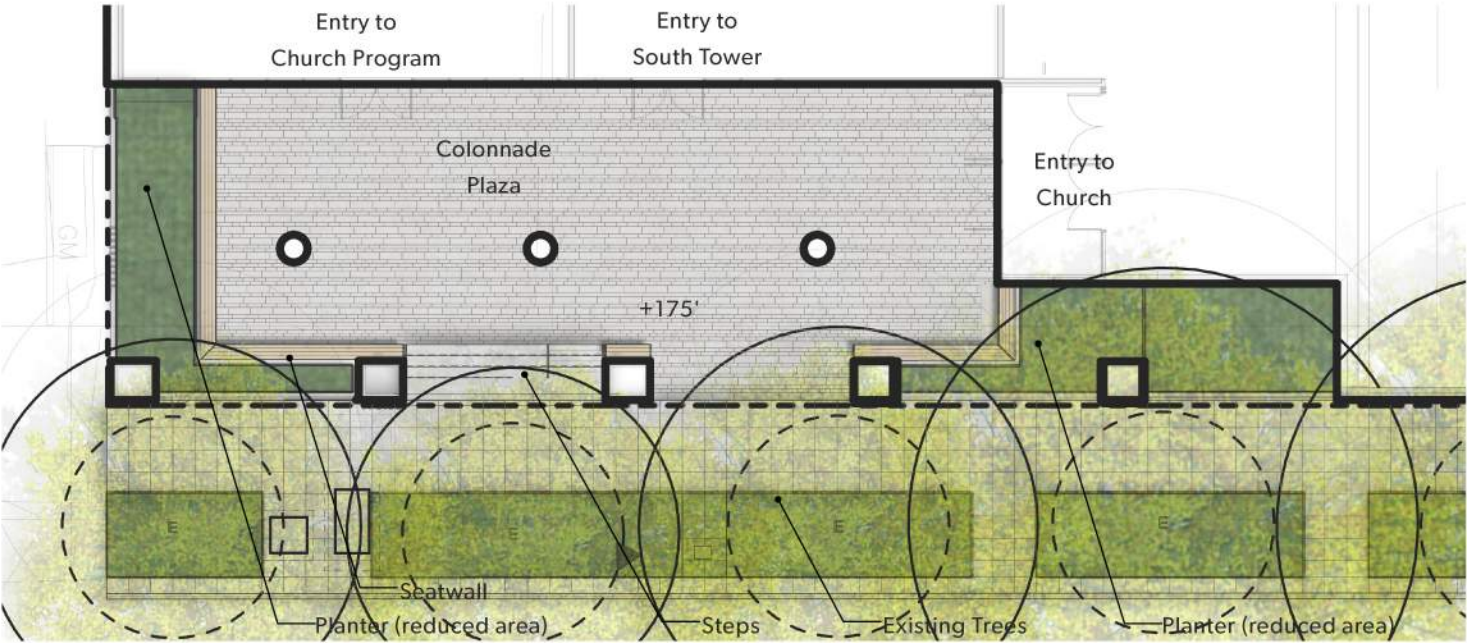 Entry to
Church Program
Entry to
South Tower
Colonnade
Plaza
Entry to
Church
GM
+175'
E
E
E
E
Seatwall
Planter (reduced area)
Steps
Existing Trees
Planter (reduced area)